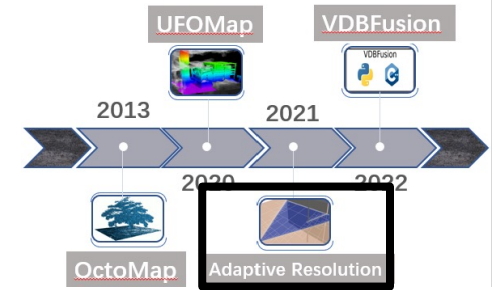 UFOMap
VDBFusion
VDBFusion
2013
2021
2020
2022
OctoMap
Adaptive Resolution